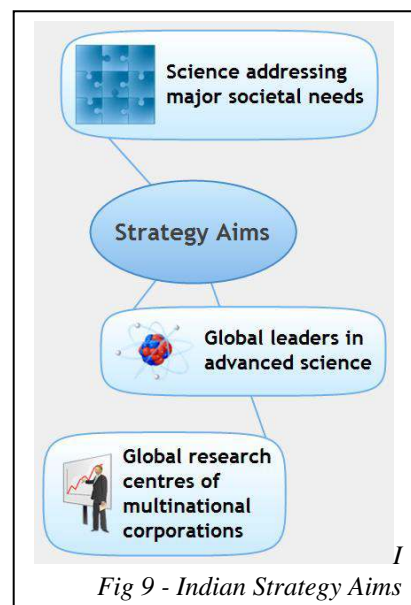 Science addressing
major societal needs
Strategy Aims
Global leaders in
advanced science
Global research
centres of
multinational
corporations
I
Fig 9 - Indian Strategy Aims